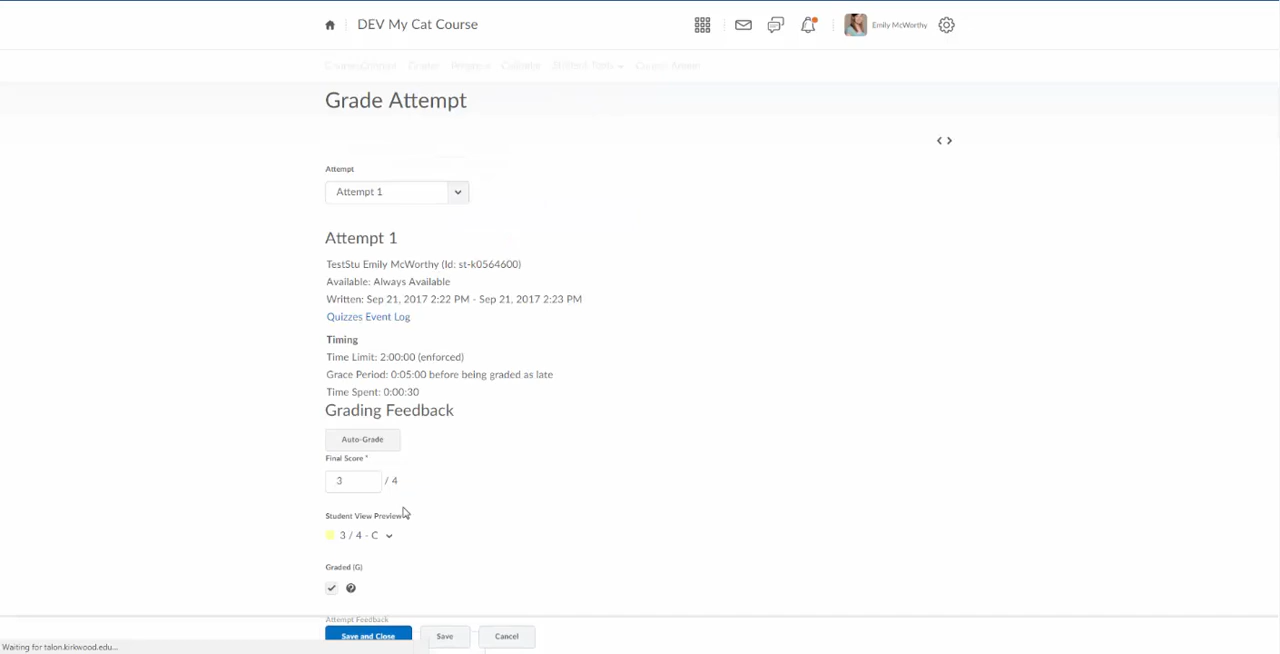 DEV My Cat Course
Emily McWorthy
Calendar
Grade Attempt
Attempt
Attempt 1
Attempt 1
TestStu Emily McWorthy (Id: st-k0564600)
Available: Always Available
Written: Sep 21, 2017 2:22 PM - Sep 21, 2017 2:23 PM
Quizzes Event Log
Timing
Time Limit: 2:00:00 (enforced)
Grace Period: 0:05:00 before being graded as late
Time Spent: 0:00:30
Grading Feedback
Auto-Grade
Final Score *
3 / 4
Student View Preview
3 / 4 - C
Graded (G)
Attempt Feedback
Save and Close Save Cancel
Waiting for talon.kirkwood.edu...